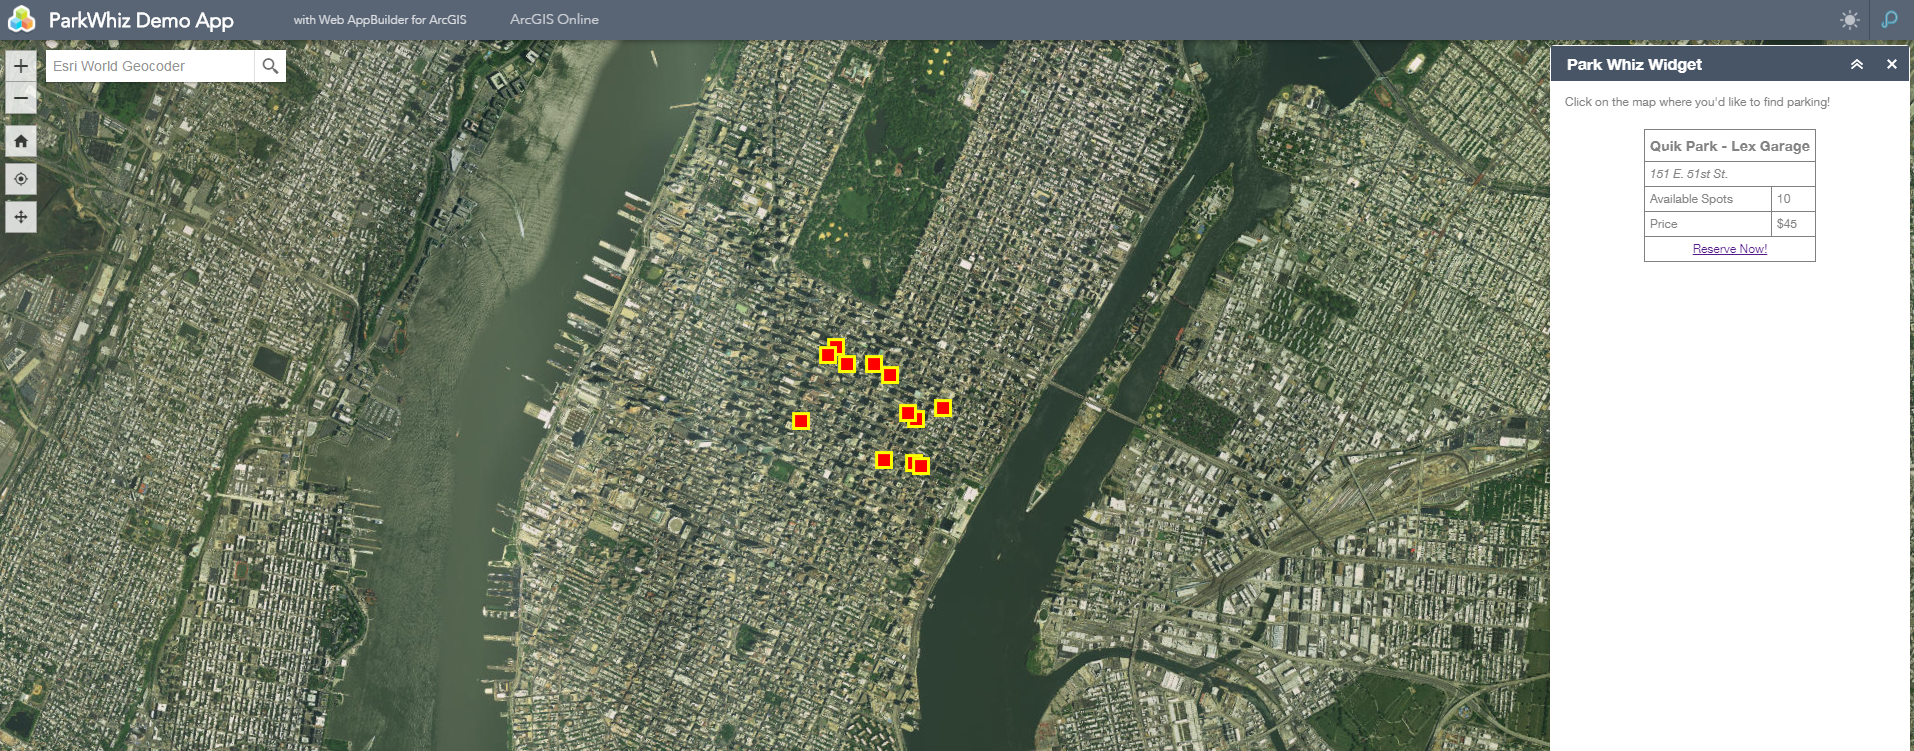 ParkWhiz Demo App with Web AppBuilder for ArcGIS ArcGIS Online
Esri World Geocoder
Park Whiz Widget
Click on the map where you'd like to find parking!
Quik Park - Lex Garage
151 E. 51st St.
Available Spots 10
Price $45
Reserve Now!